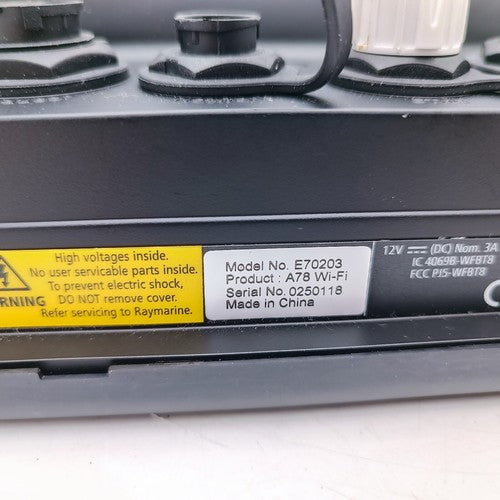 High voltages inside.
No user servicable parts inside.
To prevent electric shock,
DO NOT remove cover.
Refer servicing to Raymarine.
WARNING
Model No. E70203
Product : A78 Wi-Fi
Serial No. 0250118
Made in China
12V ⎓ (DC) Nom. 3A
IC 4069B-WFBT8
FCC PJ5-WFBT8